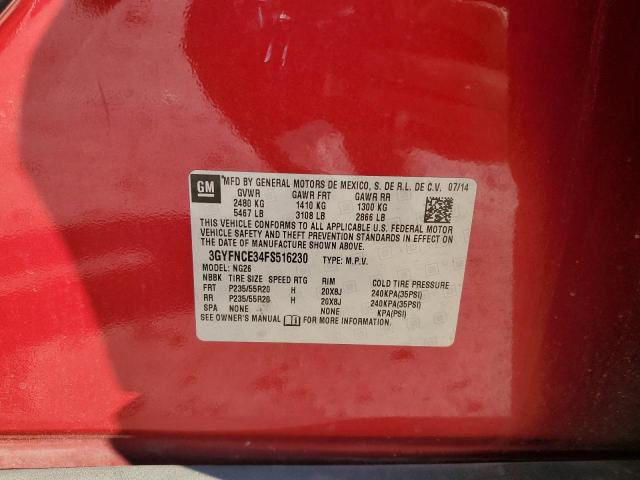 GM MFD BY GENERAL MOTORS DE MEXICO, S. DE R.L. DE C.V. 07/14
GVWR GAWR FRT GAWR RR
2480 KG 1410 KG 1300 KG
5467 LB 3108 LB 2866 LB
THIS VEHICLE CONFORMS TO ALL APPLICABLE U.S. FEDERAL MOTOR
VEHICLE SAFETY AND THEFT PREVENTION STANDARDS IN EFFECT ON
THE DATE OF MANUFACTURE SHOWN ABOVE.
3GYFNCE34FS516230 TYPE: M.P.V.
MODEL: NG26
NBBK TIRE SIZE SPEED RTG RIM COLD TIRE PRESSURE
FRT P235/55R20 H 20X8J 240KPA(35PSI)
RR P235/55R20 H 20X8J 240KPA(35PSI)
SPA NONE NONE KPA(PSI)
SEE OWNER'S MANUAL FOR MORE INFORMATION.